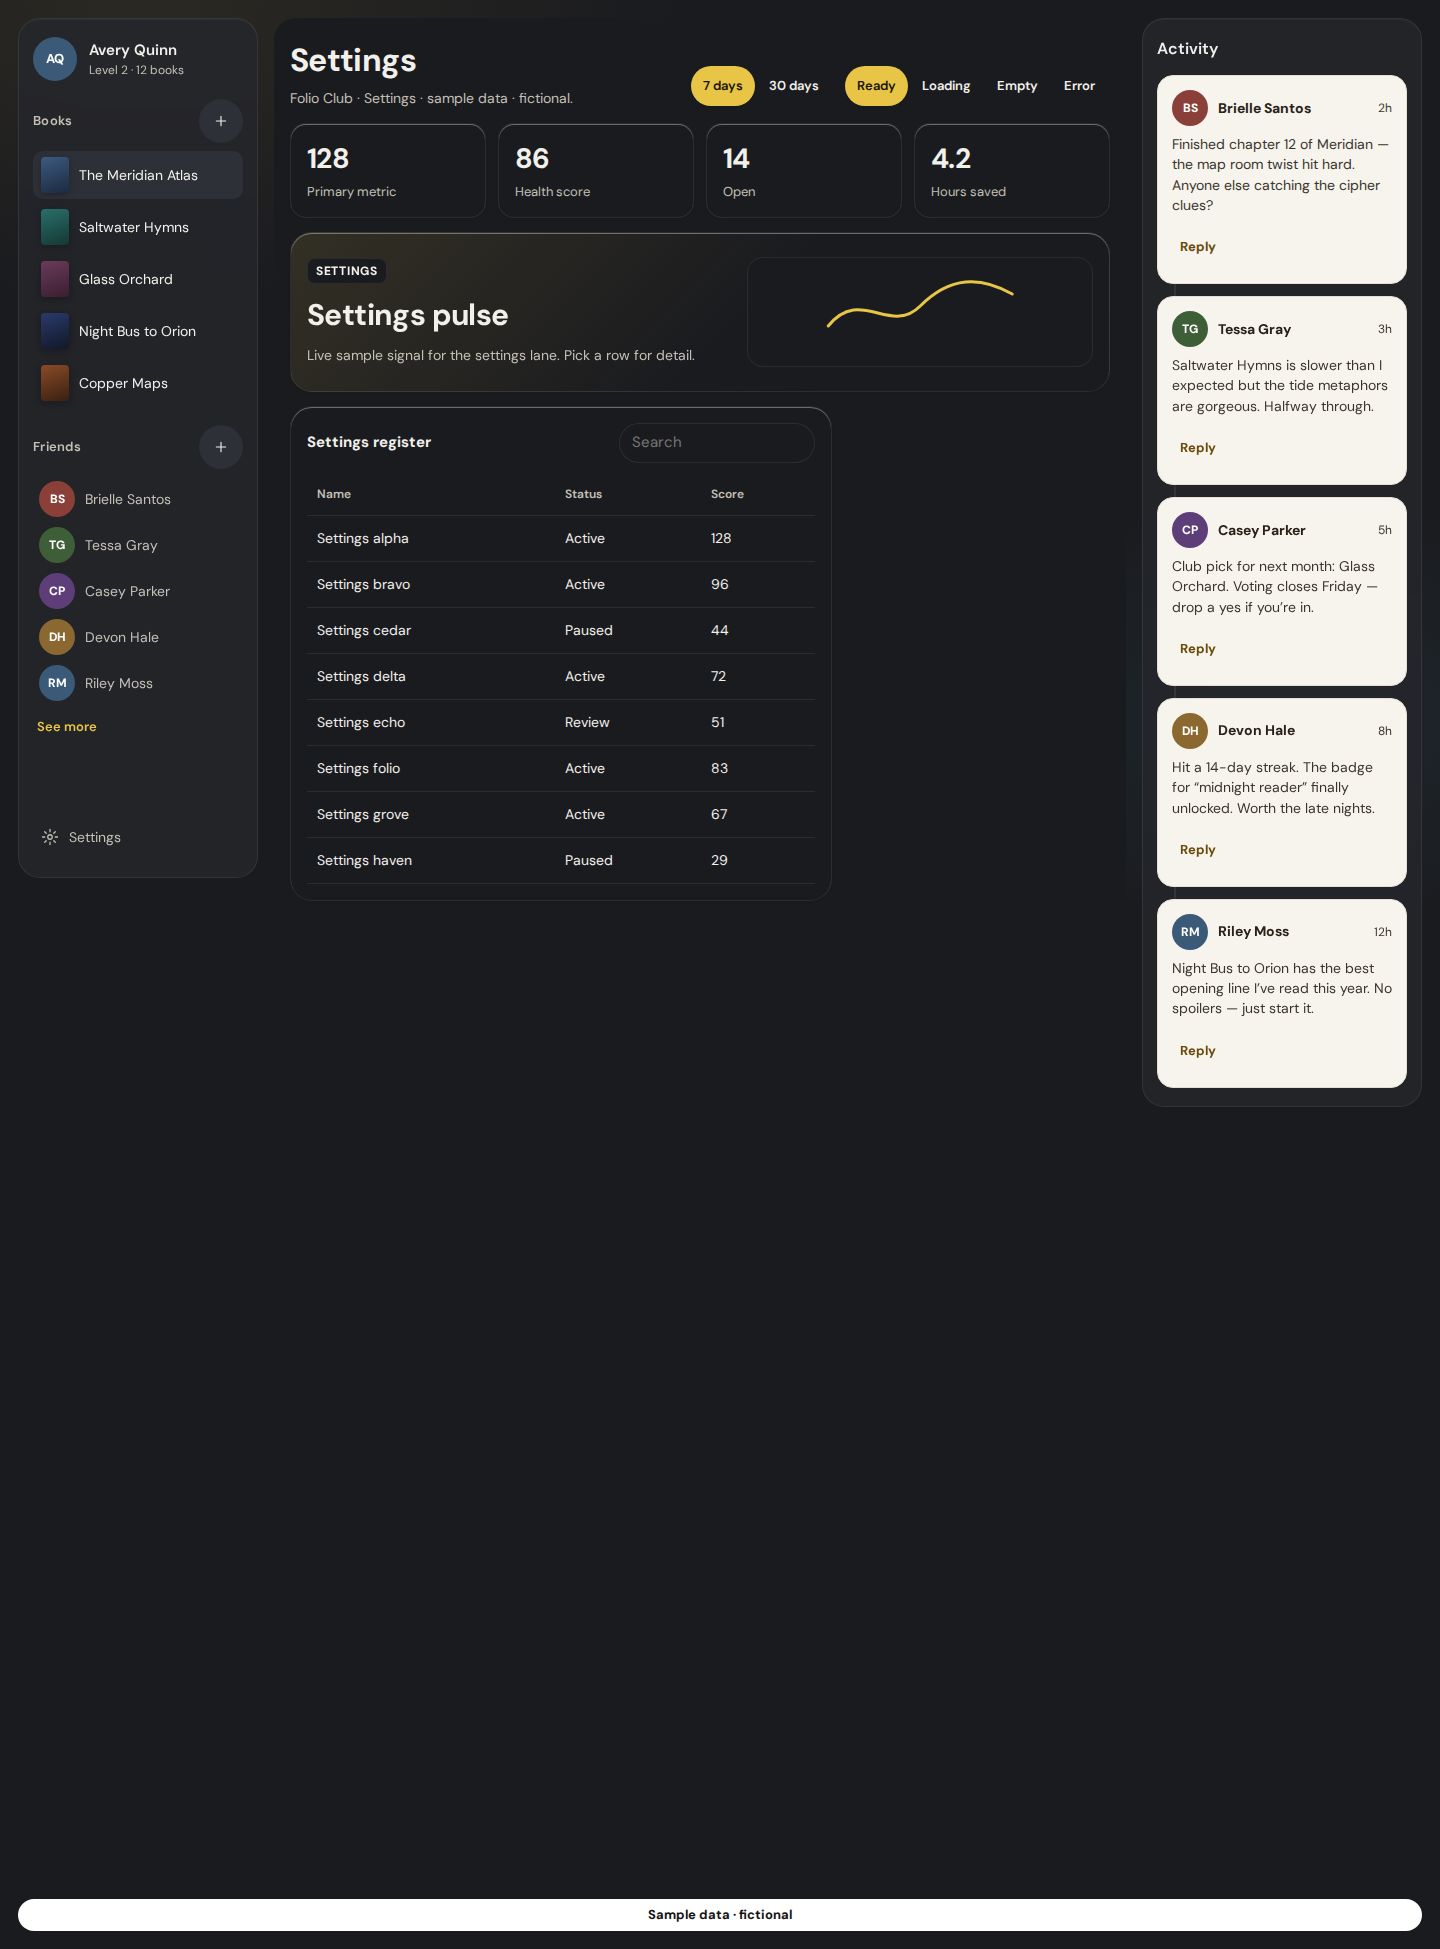 AQ
Avery Quinn
Level 2 · 12 books
Books
+
The Meridian Atlas
Saltwater Hymns
Glass Orchard
Night Bus to Orion
Copper Maps
Friends
+
BS Brielle Santos
TG Tessa Gray
CP Casey Parker
DH Devon Hale
RM Riley Moss
See more
Settings
Settings
Folio Club · Settings · sample data · fictional.
7 days 30 days Ready Loading Empty Error
128
Primary metric
86
Health score
14
Open
4.2
Hours saved
SETTINGS
Settings pulse
Live sample signal for the settings lane. Pick a row for detail.
Settings register
Search
Name Status Score
Settings alpha Active 128
Settings bravo Active 96
Settings cedar Paused 44
Settings delta Active 72
Settings echo Review 51
Settings folio Active 83
Settings grove Active 67
Settings haven Paused 29
Activity
BS Brielle Santos 2h
Finished chapter 12 of Meridian —
the map room twist hit hard.
Anyone else catching the cipher
clues?
Reply
TG Tessa Gray 3h
Saltwater Hymns is slower than I
expected but the tide metaphors
are gorgeous. Halfway through.
Reply
CP Casey Parker 5h
Club pick for next month: Glass
Orchard. Voting closes Friday —
drop a yes if you’re in.
Reply
DH Devon Hale 8h
Hit a 14-day streak. The badge
for “midnight reader” finally
unlocked. Worth the late nights.
Reply
RM Riley Moss 12h
Night Bus to Orion has the best
opening line I’ve read this year. No
spoilers — just start it.
Reply
Sample data · fictional